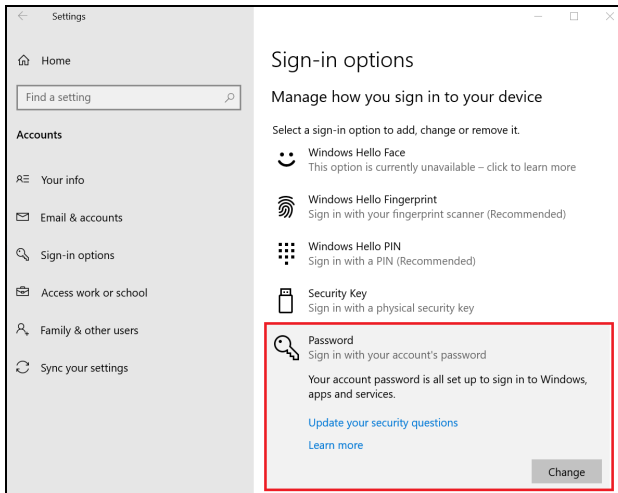 Settings
Home
Find a setting
Accounts
Your info
Email & accounts
Sign-in options
Access work or school
Family & other users
Sync your settings
Sign-in options
Manage how you sign in to your device
Select a sign-in option to add, change or remove it.
Windows Hello Face
This option is currently unavailable – click to learn more
Windows Hello Fingerprint
Sign in with your fingerprint scanner (Recommended)
Windows Hello PIN
Sign in with a PIN (Recommended)
Security Key
Sign in with a physical security key
Password
Sign in with your account's password
Your account password is all set up to sign in to Windows,
apps and services.
Update your security questions
Learn more
Change